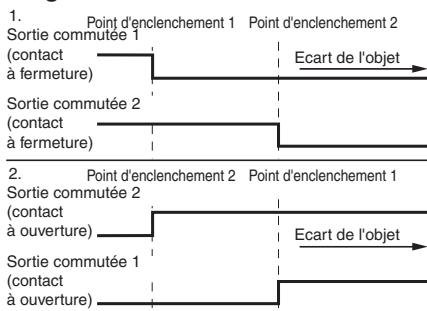 1.
Point d'enclenchement 1 Point d'enclenchement 2
Sortie commutée 1
(contact
à fermeture)
Ecart de l'objet
Sortie commutée 2
(contact
à fermeture)
2.
Point d'enclenchement 2 Point d'enclenchement 1
Sortie commutée 2
(contact
à ouverture)
Ecart de l'objet
Sortie commutée 1
(contact
à ouverture)